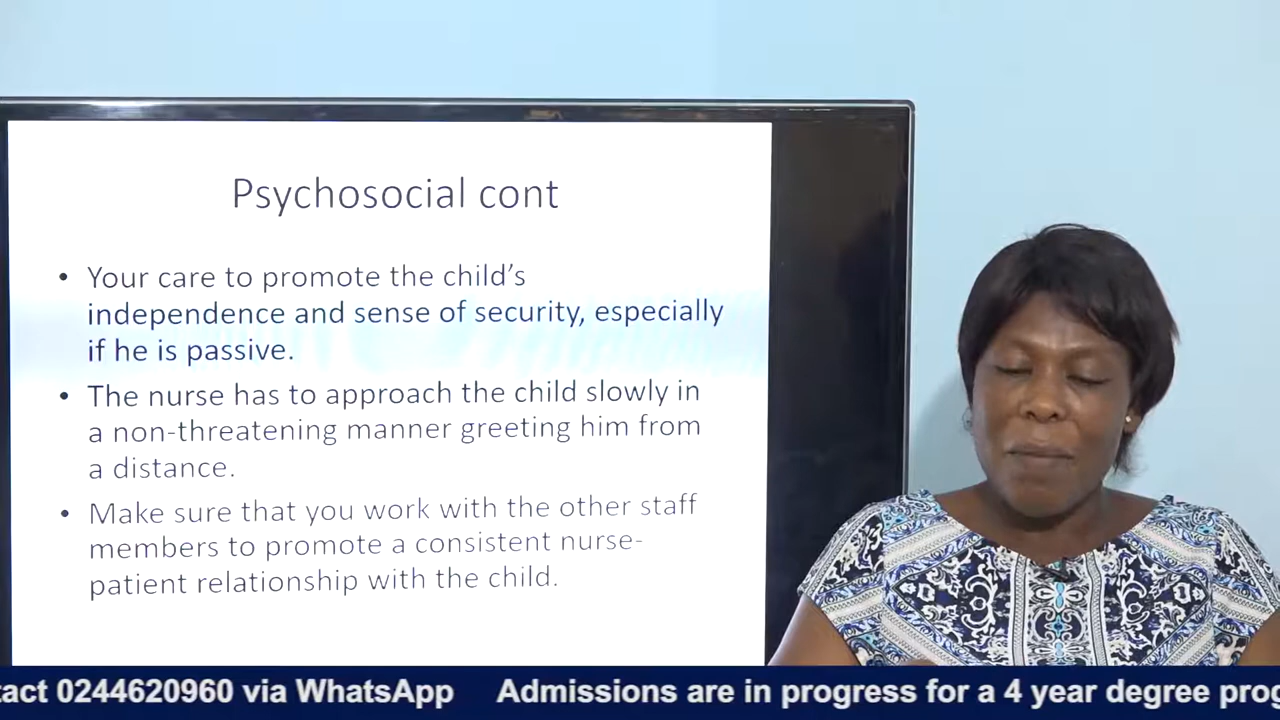 Psychosocial cont
• Your care to promote the child's
independence and sense of security, especially
if he is passive.
• The nurse has to approach the child slowly in
a non-threatening manner greeting him from
a distance.
• Make sure that you work with the other staff
members to promote a consistent nurse-
patient relationship with the child.
tact 0244620960 via WhatsApp Admissions are in progress for a 4 year degree prog